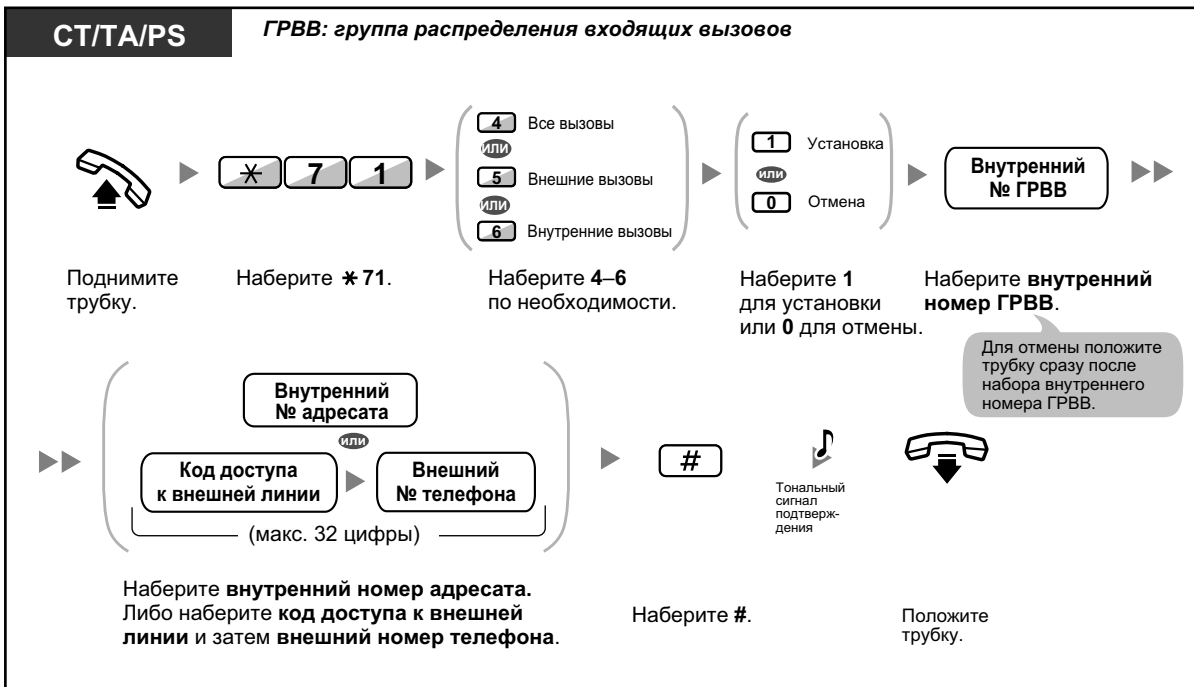 CT/TA/PS
ГРВВ: группа распределения входящих вызовов
4 Все вызовы
или
5 Внешние вызовы
или
6 Внутренние вызовы
1 Установка
или
0 Отмена
* 7 1
Внутренний
№ ГРВВ
Поднимите
трубку.
Наберите * 71.
Наберите 4–6
по необходимости.
Наберите 1
для установки
или 0 для отмены.
Наберите внутренний
номер ГРВВ.
Для отмены положите
трубку сразу после
набора внутреннего
номера ГРВВ.
Внутренний
№ адресата
или
Код доступа
к внешней линии
Внешний
№ телефона
(макс. 32 цифры)
#
Тональный
сигнал
подтверж-
дения
Наберите внутренний номер адресата.
Либо наберите код доступа к внешней
линии и затем внешний номер телефона.
Наберите #.
Положите
трубку.